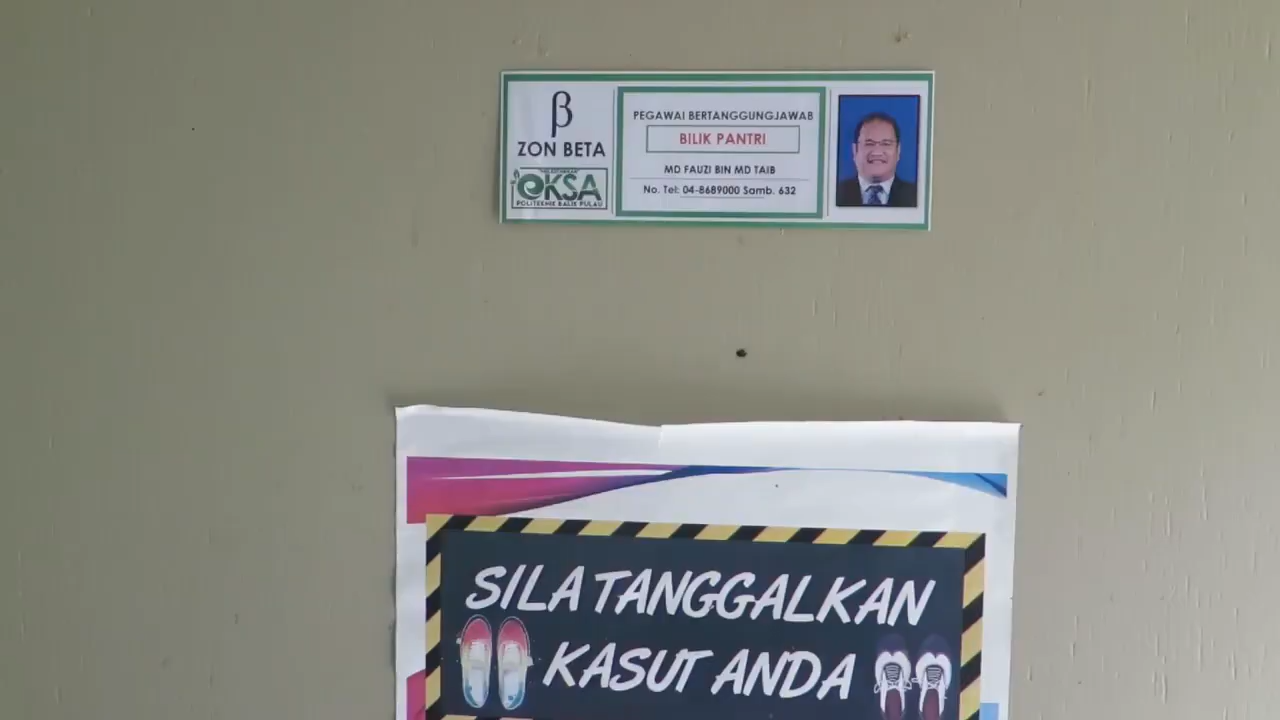 β
ZON BETA
eKSA
POLITEKNIK BALIK PULAU
PEGAWAI BERTANGGUNGJAWAB
BILIK PANTRI
MD FAUZI BIN MD TAIB
No. Tel: 04-8689000 Samb. 632
SILA TANGGALKAN
KASUT ANDA